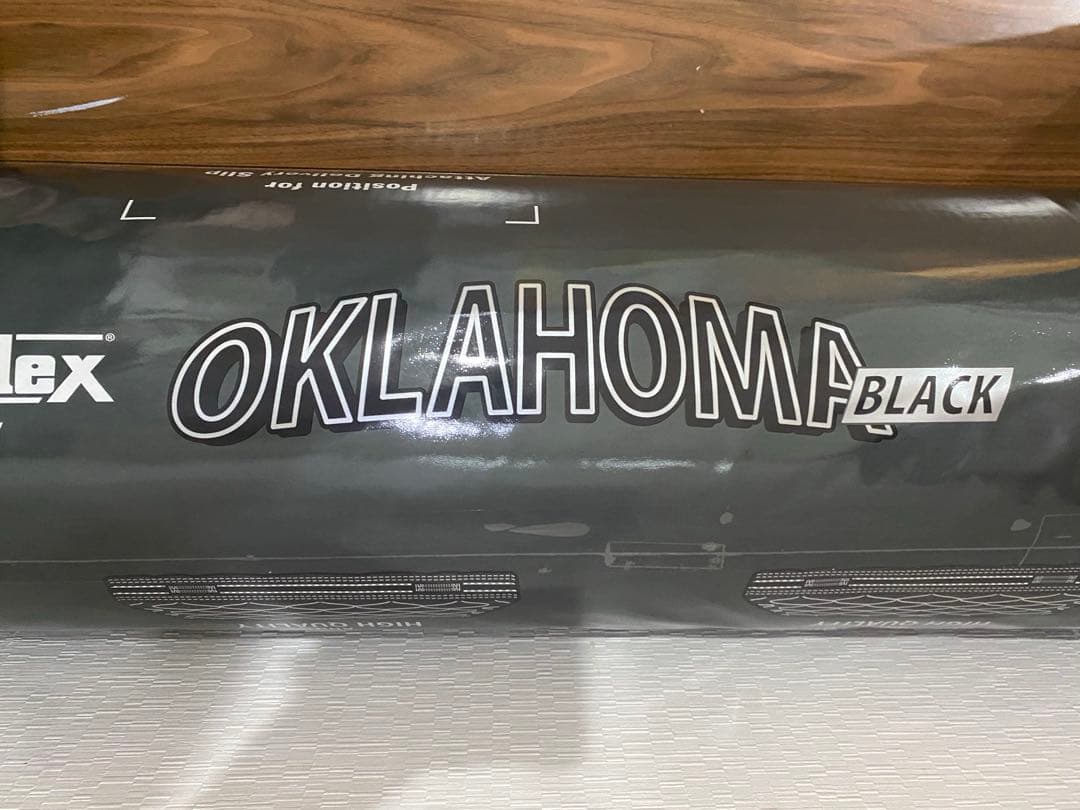 Position for
Attaching Delivery Slip
lex®
OKLAHOMA
BLACK
HIGH QUALITY
HIGH QUALITY